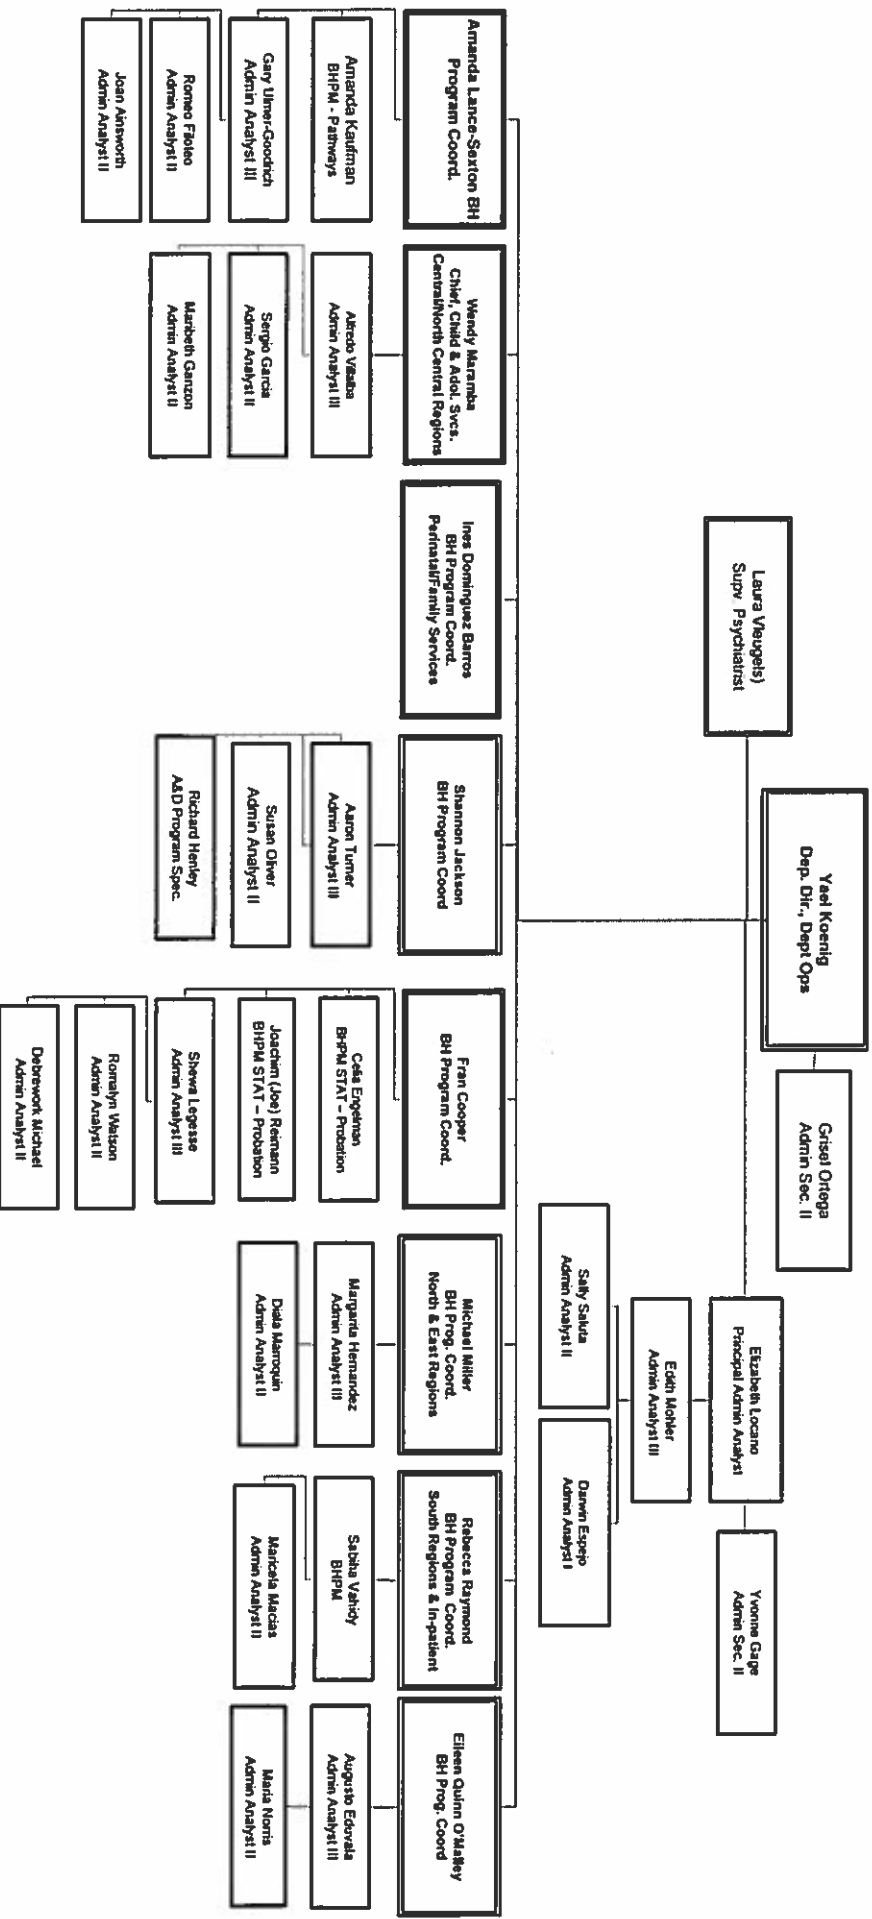 Yael Koenig
Dep. Dir., Dept Ops
Grisel Ortega
Admin Sec. II
Laura Vleugels)
Supv. Psychiatrist
Elizabeth Locano
Principal Admin Analyst
Yvonne Gage
Admin Sec. II
Edith Mohler
Admin Analyst III
Sally Saluta
Admin Analyst II
Darwin Espejo
Admin Analyst I
Amanda Lance-Sexton BH
Program Coord.
Amanda Kaufman
BHPM - Pathways
Gary Ulmer-Goodrich
Admin Analyst III
Romeo Filoteo
Admin Analyst II
Joan Ainsworth
Admin Analyst II
Wendy Maramba
Chief, Child & Adol. Svcs.
Central/North Central Regions
Alfredo Villalba
Admin Analyst III
Sergio Garcia
Admin Analyst II
Maribeth Ganzon
Admin Analyst II
Ines Dominguez Barros
BH Program Coord.
Perinatal/Family Services
Shannon Jackson
BH Program Coord
Aaron Turner
Admin Analyst III
Susan Oliver
Admin Analyst II
Richard Henley
A&D Program Spec.
Fran Cooper
BH Program Coord.
Celia Engelman
BHPM STAT – Probation
Joachim (Joe) Reimann
BHPM STAT – Probation
Shewa Legesse
Admin Analyst III
Romalyn Watson
Admin Analyst II
Debrework Michael
Admin Analyst II
Michael Miller
BH Prog. Coord.
North & East Regions
Margarita Hernandez
Admin Analyst III
Diala Marroquin
Admin Analyst II
Rebecca Raymond
BH Program Coord.
South Regions & In-patient
Sabiha Vahidy
BHPM
Maricela Macias
Admin Analyst II
Eileen Quinn O'Malley
BH Prog. Coord
Augusto Eduvala
Admin Analyst III
Maria Norris
Admin Analyst II